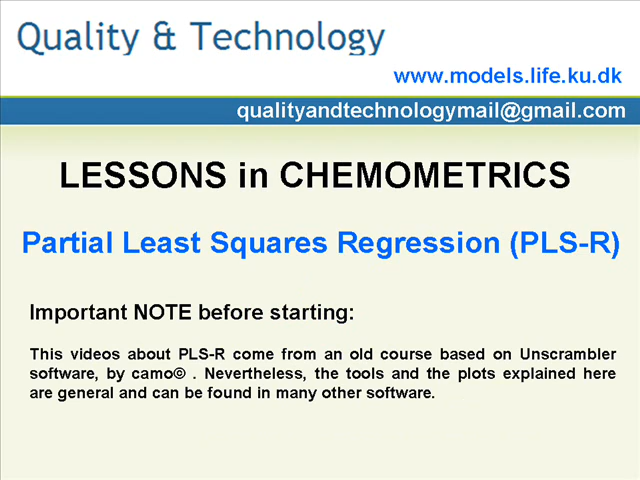 Quality & Technology
www.models.life.ku.dk
qualityandtechnologymail@gmail.com
LESSONS in CHEMOMETRICS
Partial Least Squares Regression (PLS-R)
Important NOTE before starting:
This videos about PLS-R come from an old course based on Unscrambler
software, by camo© . Nevertheless, the tools and the plots explained here
are general and can be found in many other software.